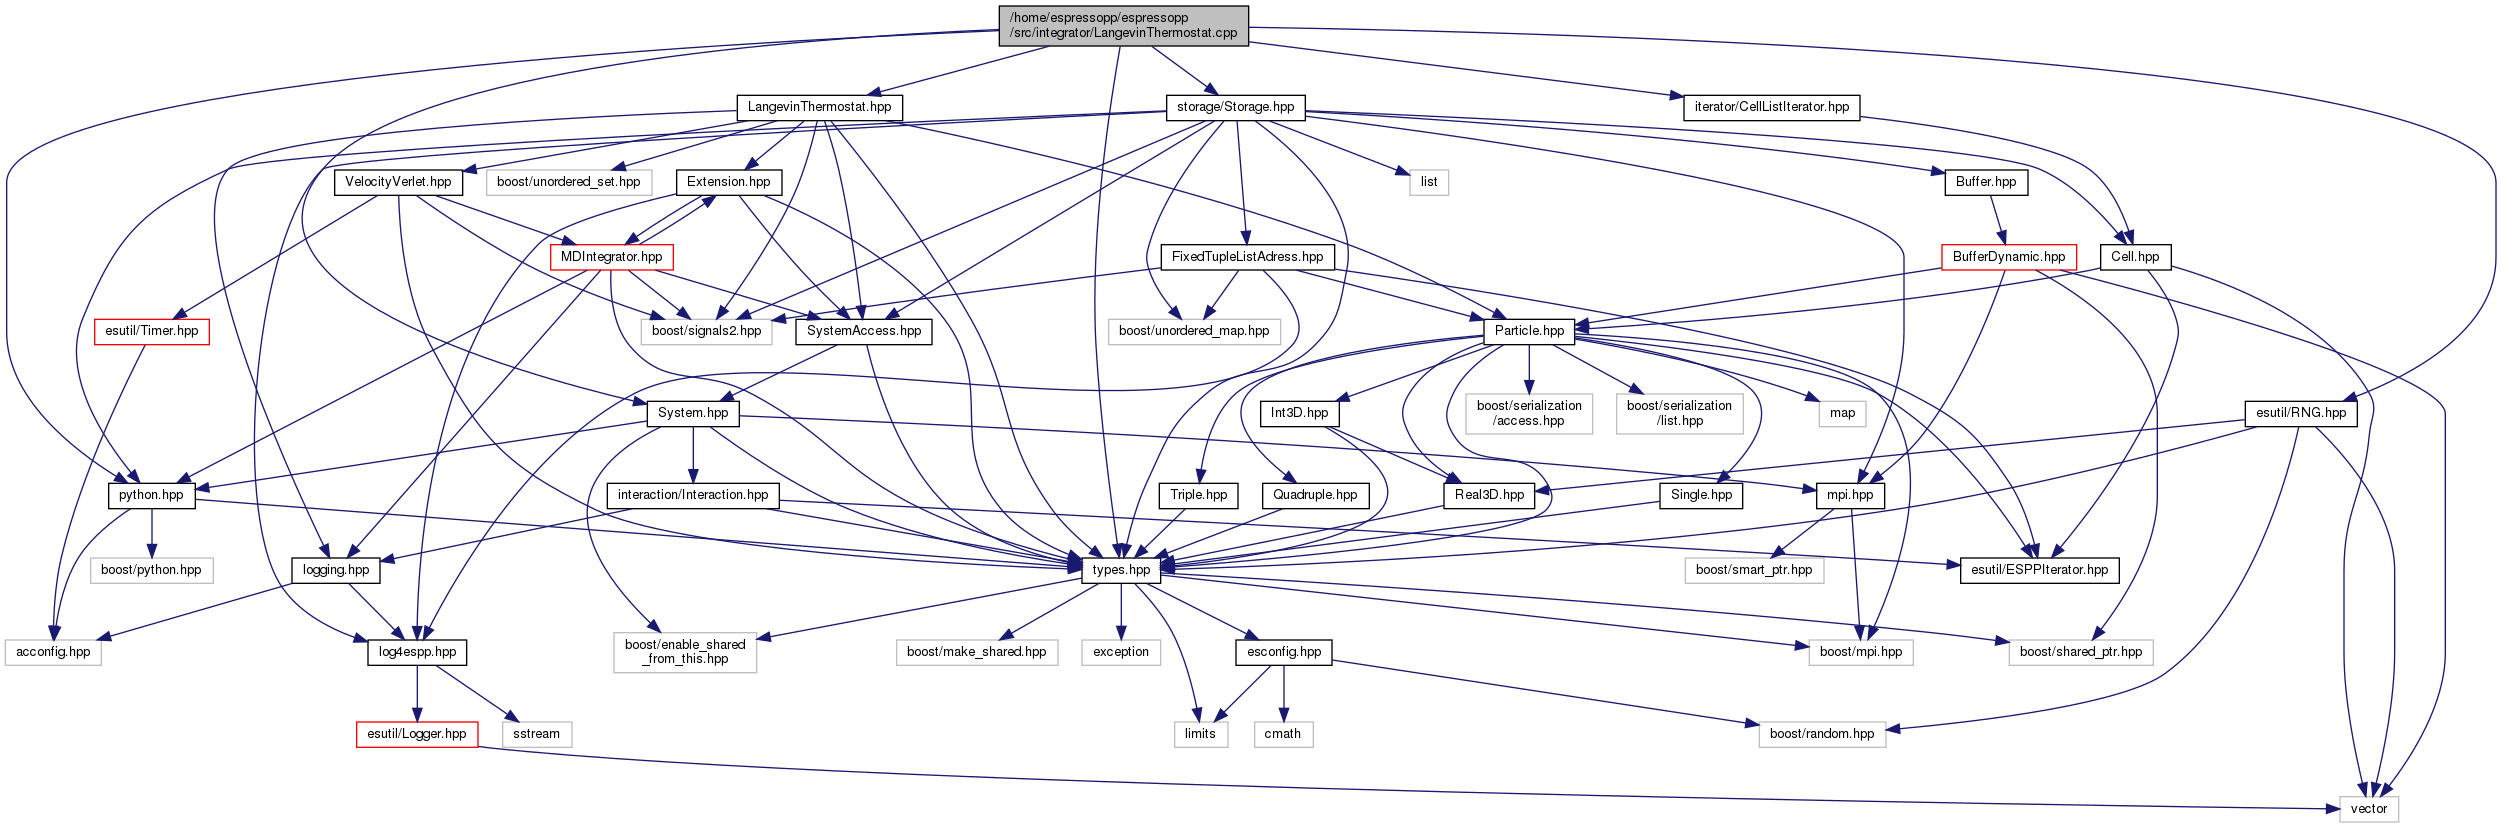 /home/espressopp/espressopp
/src/integrator/LangevinThermostat.cpp
LangevinThermostat.hpp
storage/Storage.hpp
iterator/CellListIterator.hpp
VelocityVerlet.hpp
boost/unordered_set.hpp
Extension.hpp
list
Buffer.hpp
MDIntegrator.hpp
FixedTupleListAdress.hpp
BufferDynamic.hpp
Cell.hpp
esutil/Timer.hpp
boost/signals2.hpp
SystemAccess.hpp
boost/unordered_map.hpp
Particle.hpp
System.hpp
Int3D.hpp
boost/serialization
/access.hpp
boost/serialization
/list.hpp
map
esutil/RNG.hpp
python.hpp
interaction/Interaction.hpp
Triple.hpp
Quadruple.hpp
Real3D.hpp
Single.hpp
mpi.hpp
boost/python.hpp
logging.hpp
types.hpp
boost/smart_ptr.hpp
esutil/ESPPIterator.hpp
acconfig.hpp
log4espp.hpp
boost/enable_shared
_from_this.hpp
boost/make_shared.hpp
exception
esconfig.hpp
boost/mpi.hpp
boost/shared_ptr.hpp
esutil/Logger.hpp
sstream
limits
cmath
boost/random.hpp
vector